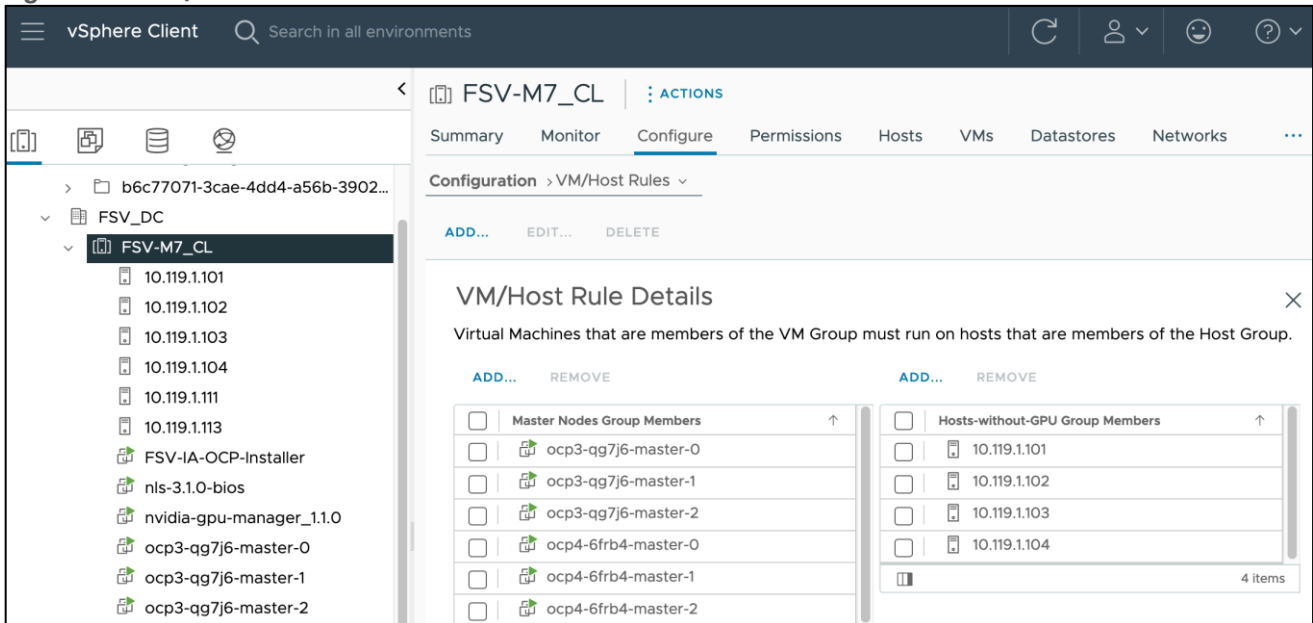 vSphere Client
Search in all environments
FSV-M7_CL
ACTIONS
Summary Monitor Configure Permissions Hosts VMs Datastores Networks ...
Configuration > VM/Host Rules
ADD... EDIT... DELETE
b6c77071-3cae-4dd4-a56b-3902...
FSV_DC
FSV-M7_CL
10.119.1.101
10.119.1.102
10.119.1.103
10.119.1.104
10.119.1.111
10.119.1.113
FSV-IA-OCP-Installer
nls-3.1.0-bios
nvidia-gpu-manager_1.1.0
ocp3-qg7j6-master-0
ocp3-qg7j6-master-1
ocp3-qg7j6-master-2
VM/Host Rule Details
Virtual Machines that are members of the VM Group must run on hosts that are members of the Host Group.
ADD... REMOVE
Master Nodes Group Members
ocp3-qg7j6-master-0
ocp3-qg7j6-master-1
ocp3-qg7j6-master-2
ocp4-6frb4-master-0
ocp4-6frb4-master-1
ocp4-6frb4-master-2
ADD... REMOVE
Hosts-without-GPU Group Members
10.119.1.101
10.119.1.102
10.119.1.103
10.119.1.104
4 items